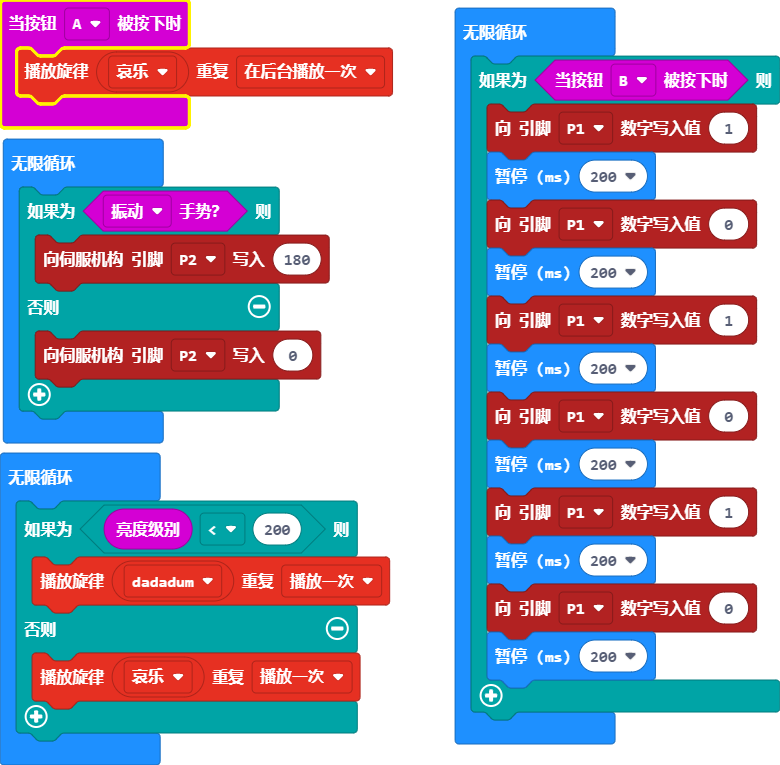 当按钮 A 被按下时
播放旋律 哀乐 重复 在后台播放一次
无限循环
如果为 振动 手势? 则
向伺服机构 引脚 P2 写入 180
否则
向伺服机构 引脚 P2 写入 0
无限循环
如果为 亮度级别 < 200 则
播放旋律 dadadum 重复 播放一次
否则
播放旋律 哀乐 重复 播放一次
无限循环
如果为 当按钮 B 被按下时 则
向 引脚 P1 数字写入值 1
暂停 (ms) 200
向 引脚 P1 数字写入值 0
暂停 (ms) 200
向 引脚 P1 数字写入值 1
暂停 (ms) 200
向 引脚 P1 数字写入值 0
暂停 (ms) 200
向 引脚 P1 数字写入值 1
暂停 (ms) 200
向 引脚 P1 数字写入值 0
暂停 (ms) 200